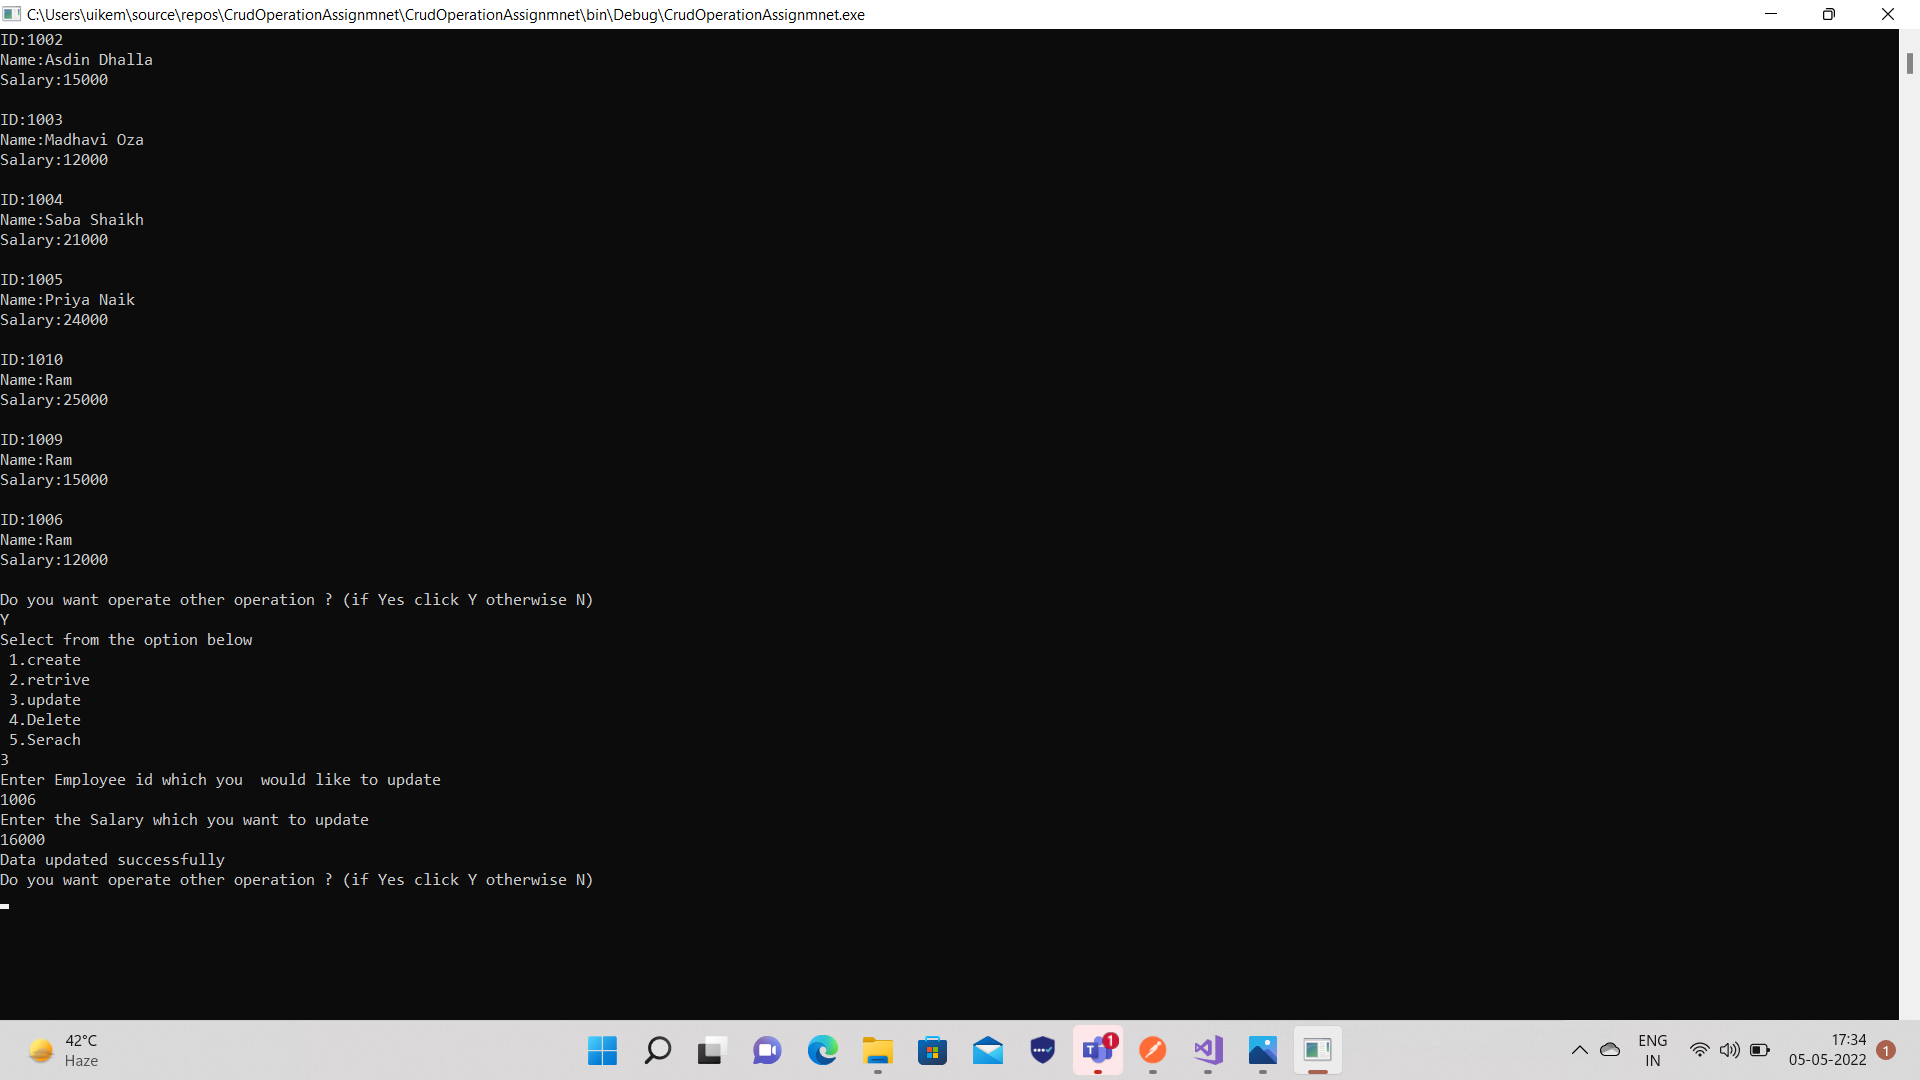 C:\Users\uikem\source\repos\CrudOperationAssignmnet\CrudOperationAssignmnet\bin\Debug\CrudOperationAssignmnet.exe
ID:1002
Name:Asdin Dhalla
Salary:15000
ID:1003
Name:Madhavi Oza
Salary:12000
ID:1004
Name:Saba Shaikh
Salary:21000
ID:1005
Name:Priya Naik
Salary:24000
ID:1010
Name:Ram
Salary:25000
ID:1009
Name:Ram
Salary:15000
ID:1006
Name:Ram
Salary:12000
Do you want operate other operation ? (if Yes click Y otherwise N)
Y
Select from the option below
1.create
2.retrive
3.update
4.Delete
5.Serach
3
Enter Employee id which you  would like to update
1006
Enter the Salary which you want to update
16000
Data updated successfully
Do you want operate other operation ? (if Yes click Y otherwise N)
42°C
Haze
1
ENG
IN
17:34
05-05-2022
1